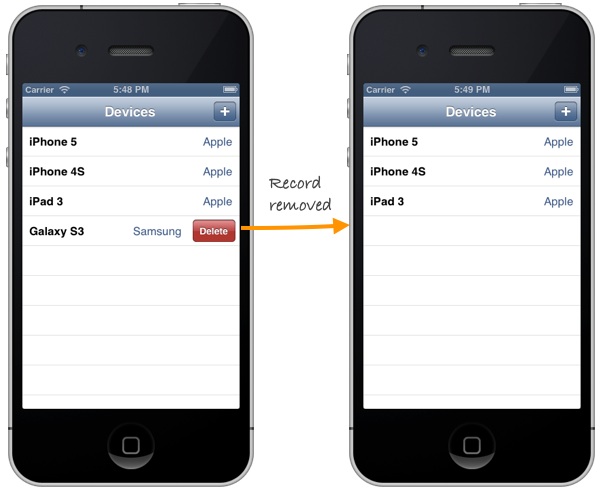 Carrier 5:48 PM
Devices +
iPhone 5 Apple
iPhone 4S Apple
iPad 3 Apple
Galaxy S3 Samsung Delete
Record
removed
Carrier 5:49 PM
Devices +
iPhone 5 Apple
iPhone 4S Apple
iPad 3 Apple